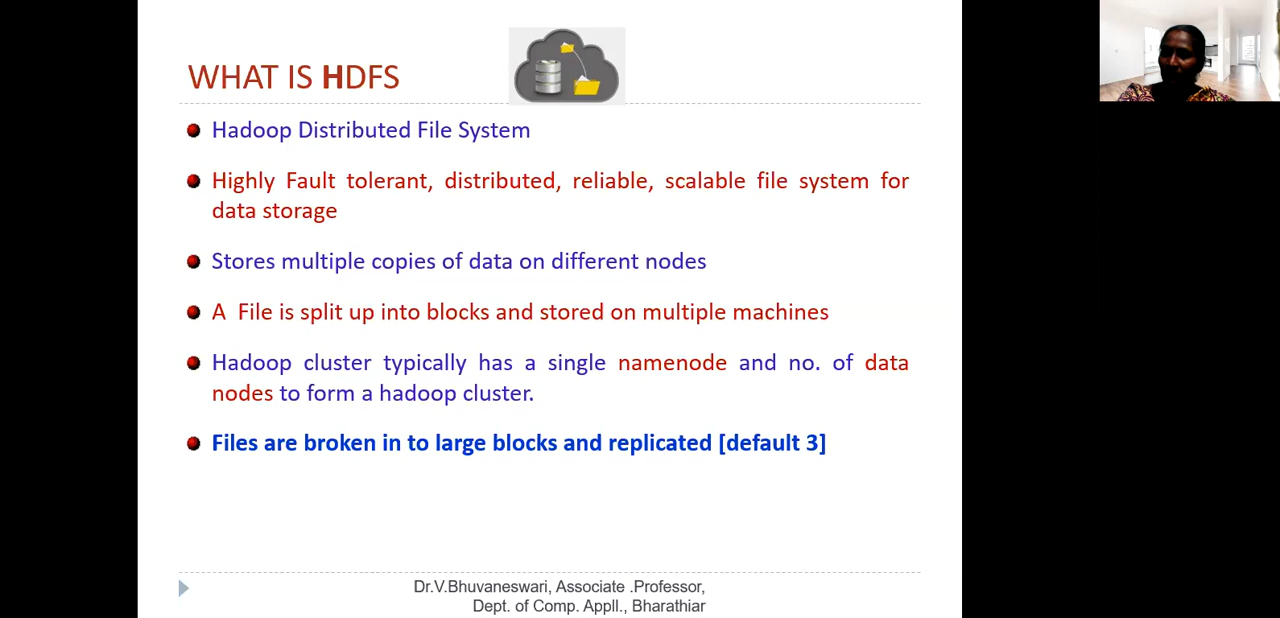 WHAT IS HDFS
Hadoop Distributed File System
Highly Fault tolerant, distributed, reliable, scalable file system for
data storage
Stores multiple copies of data on different nodes
A File is split up into blocks and stored on multiple machines
Hadoop cluster typically has a single namenode and no. of data
nodes to form a hadoop cluster.
Files are broken in to large blocks and replicated [default 3]
Dr.V.Bhuvaneswari, Associate .Professor,
Dept. of Comp. Appll., Bharathiar